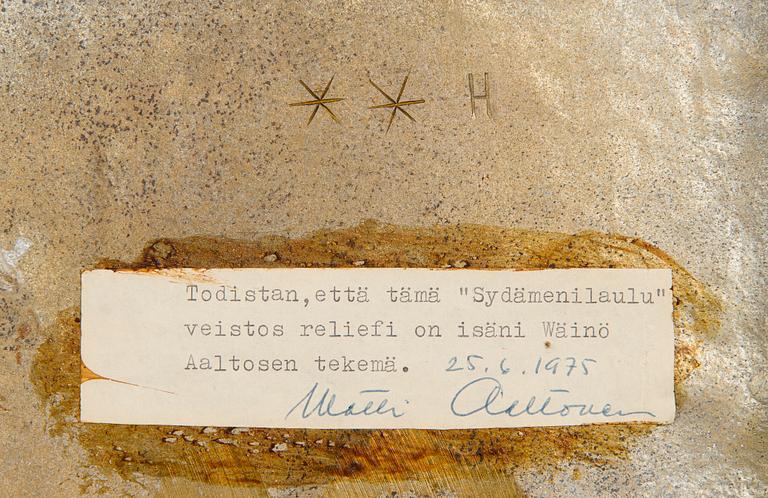 ** H
Todistan,että tämä "Sydämenilaulu"
veistos reliefi on isäni Wäinö
Aaltosen tekemä. 25.6.1975
Matti Aaltonen